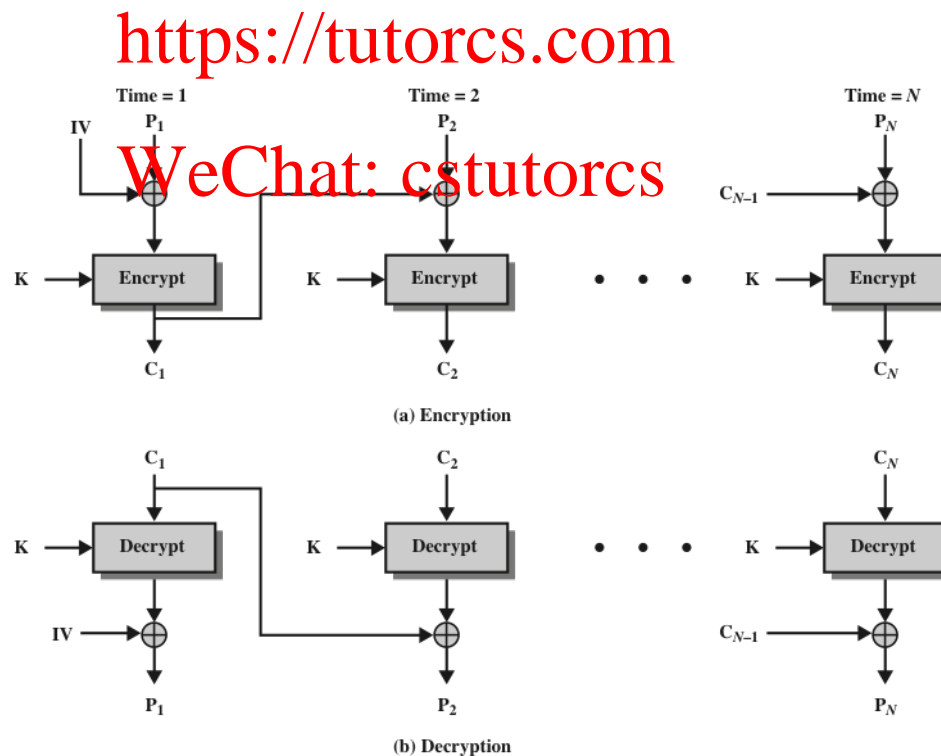 https://tutorcs.com
Time = 1 Time = 2 Time = N
IV P1 P2 PN
WeChat: cstutorcs
CN–1
K Encrypt K Encrypt K Encrypt
C1 C2 CN
(a) Encryption
C1 C2 CN
K Decrypt K Decrypt K Decrypt
IV CN–1
P1 P2 PN
(b) Decryption